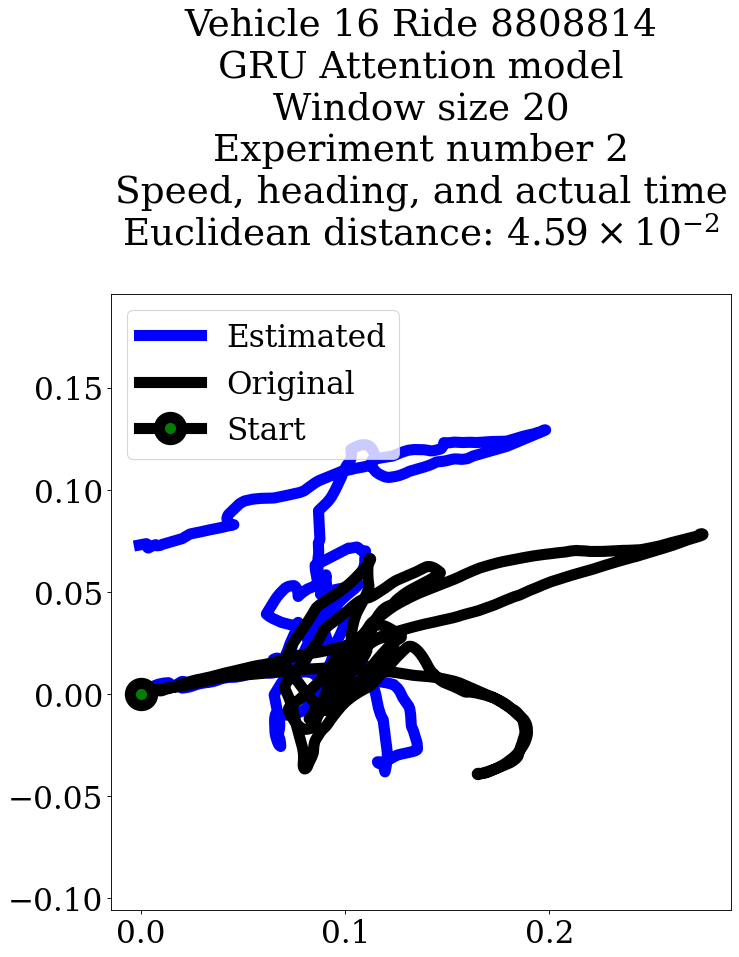 Vehicle 16 Ride 8808814
GRU Attention model
Window size 20
Experiment number 2
Speed, heading, and actual time
Euclidean distance: 4.59 × 10⁻²
Estimated
Original
Start
0.15
0.10
0.05
0.00
−0.05
−0.10
0.0 0.1 0.2